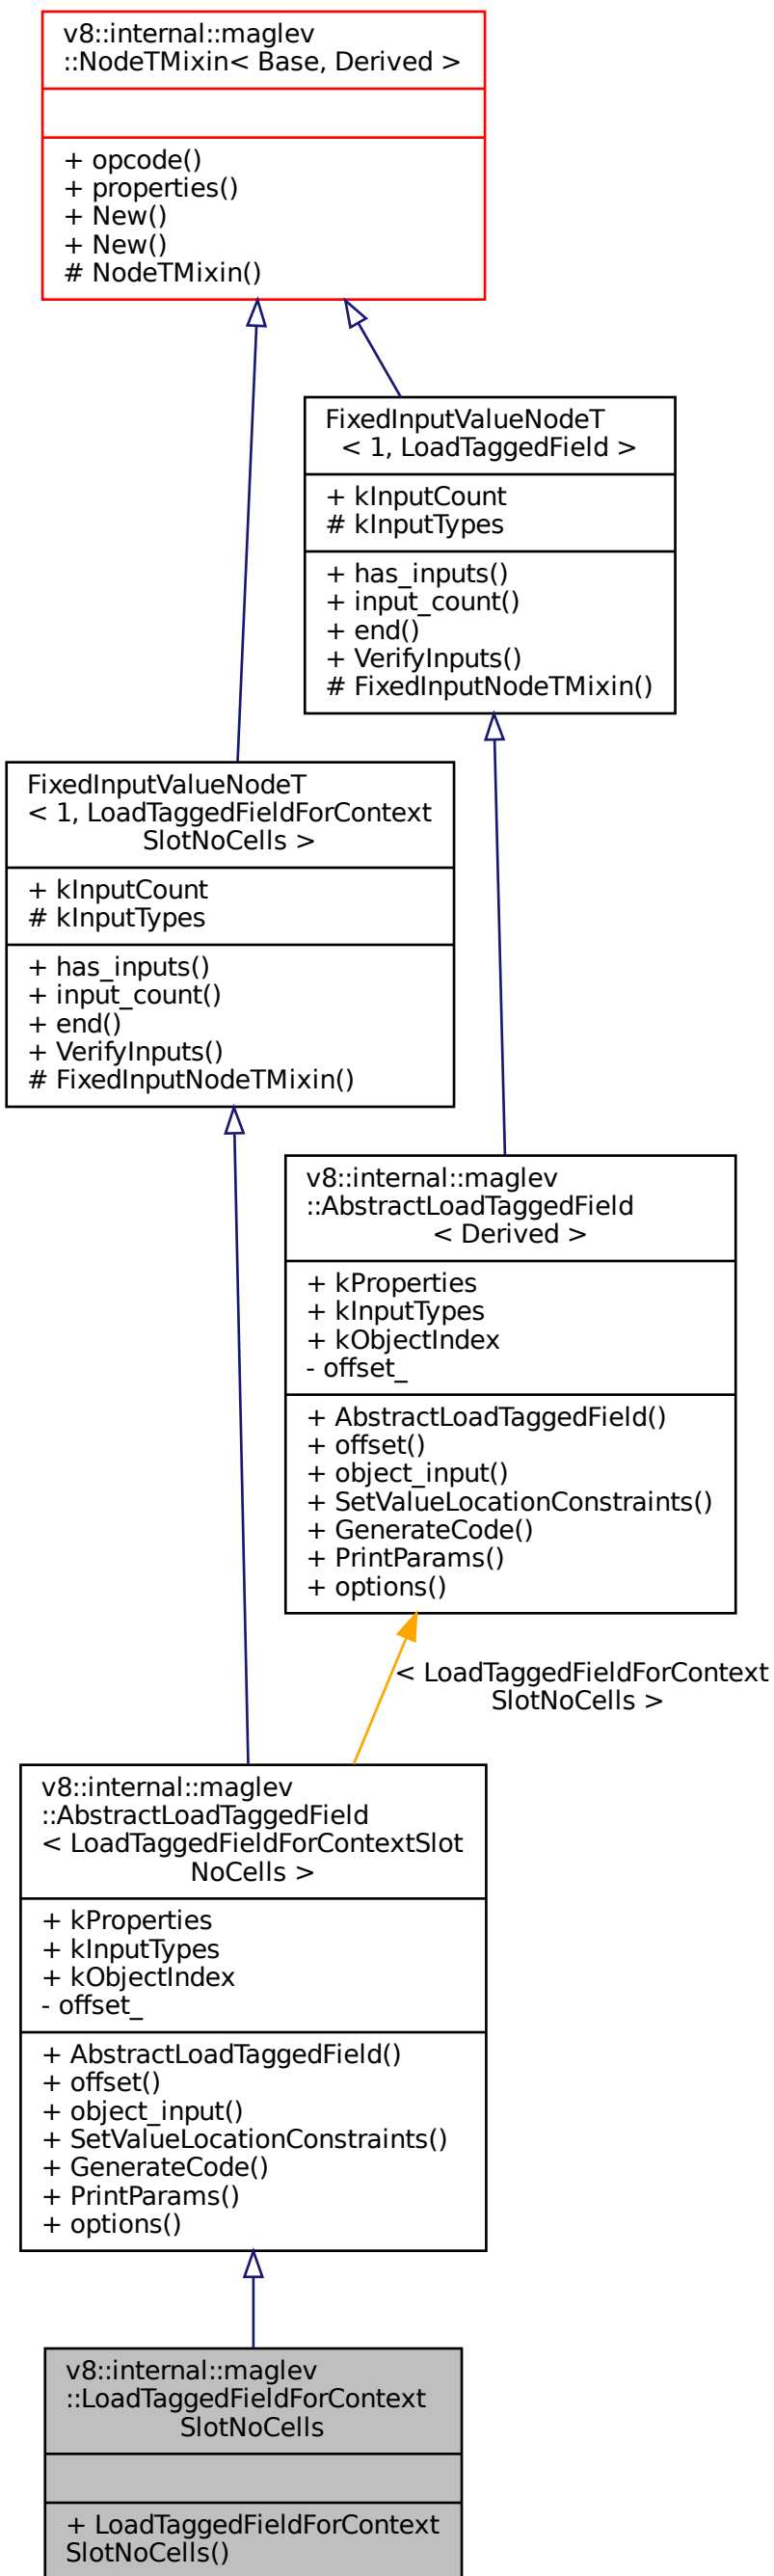 v8::internal::maglev
::NodeTMixin< Base, Derived >
+ opcode()
+ properties()
+ New()
+ New()
# NodeTMixin()
FixedInputValueNodeT
< 1, LoadTaggedField >
+ kInputCount
# kInputTypes
+ has_inputs()
+ input_count()
+ end()
+ VerifyInputs()
# FixedInputNodeTMixin()
FixedInputValueNodeT
< 1, LoadTaggedFieldForContext
SlotNoCells >
+ kInputCount
# kInputTypes
+ has_inputs()
+ input_count()
+ end()
+ VerifyInputs()
# FixedInputNodeTMixin()
v8::internal::maglev
::AbstractLoadTaggedField
< Derived >
+ kProperties
+ kInputTypes
+ kObjectIndex
- offset_
+ AbstractLoadTaggedField()
+ offset()
+ object_input()
+ SetValueLocationConstraints()
+ GenerateCode()
+ PrintParams()
+ options()
< LoadTaggedFieldForContext
SlotNoCells >
v8::internal::maglev
::AbstractLoadTaggedField
< LoadTaggedFieldForContextSlot
NoCells >
+ kProperties
+ kInputTypes
+ kObjectIndex
- offset_
+ AbstractLoadTaggedField()
+ offset()
+ object_input()
+ SetValueLocationConstraints()
+ GenerateCode()
+ PrintParams()
+ options()
v8::internal::maglev
::LoadTaggedFieldForContext
SlotNoCells
+ LoadTaggedFieldForContext
SlotNoCells()